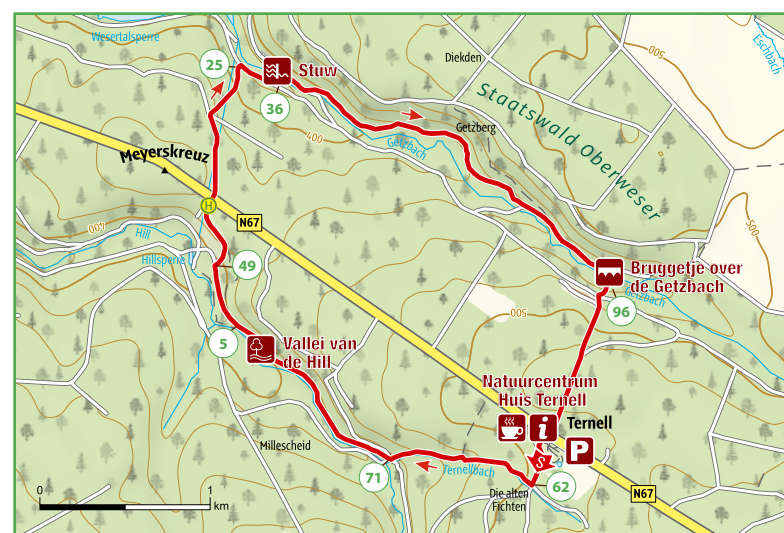 Wesertalsperre
Eschbach
500
Diekden
25
Stuw
36
Staatswald Oberweser
Getzberg
400
Getzbach
Meyerskreuz
H
N67
500
400
Hill
Hillsperre
49
Bruggetje over
de Getzbach
Getzbach
96
500
5
Vallei van
de Hill
Natuurcentrum
Huis Ternell
i
Ternell
P
S
Millescheid
71
Ternellbach
62
Die alten
Fichten
N67
0
1
km